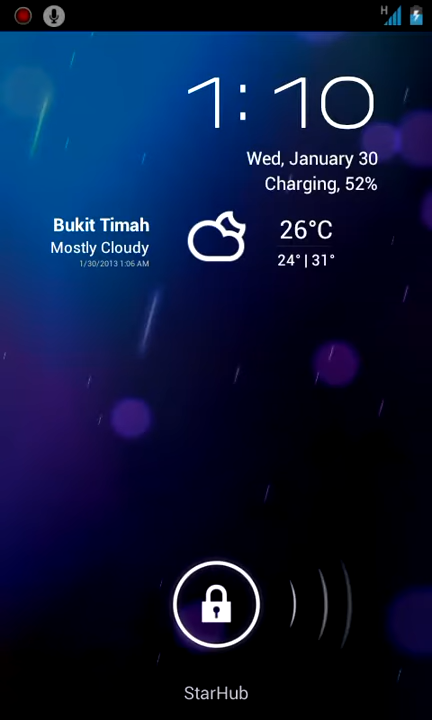 H
1:10
Wed, January 30
Charging, 52%
Bukit Timah
Mostly Cloudy
1/30/2013 1:06 AM
26°C
24° | 31°
StarHub